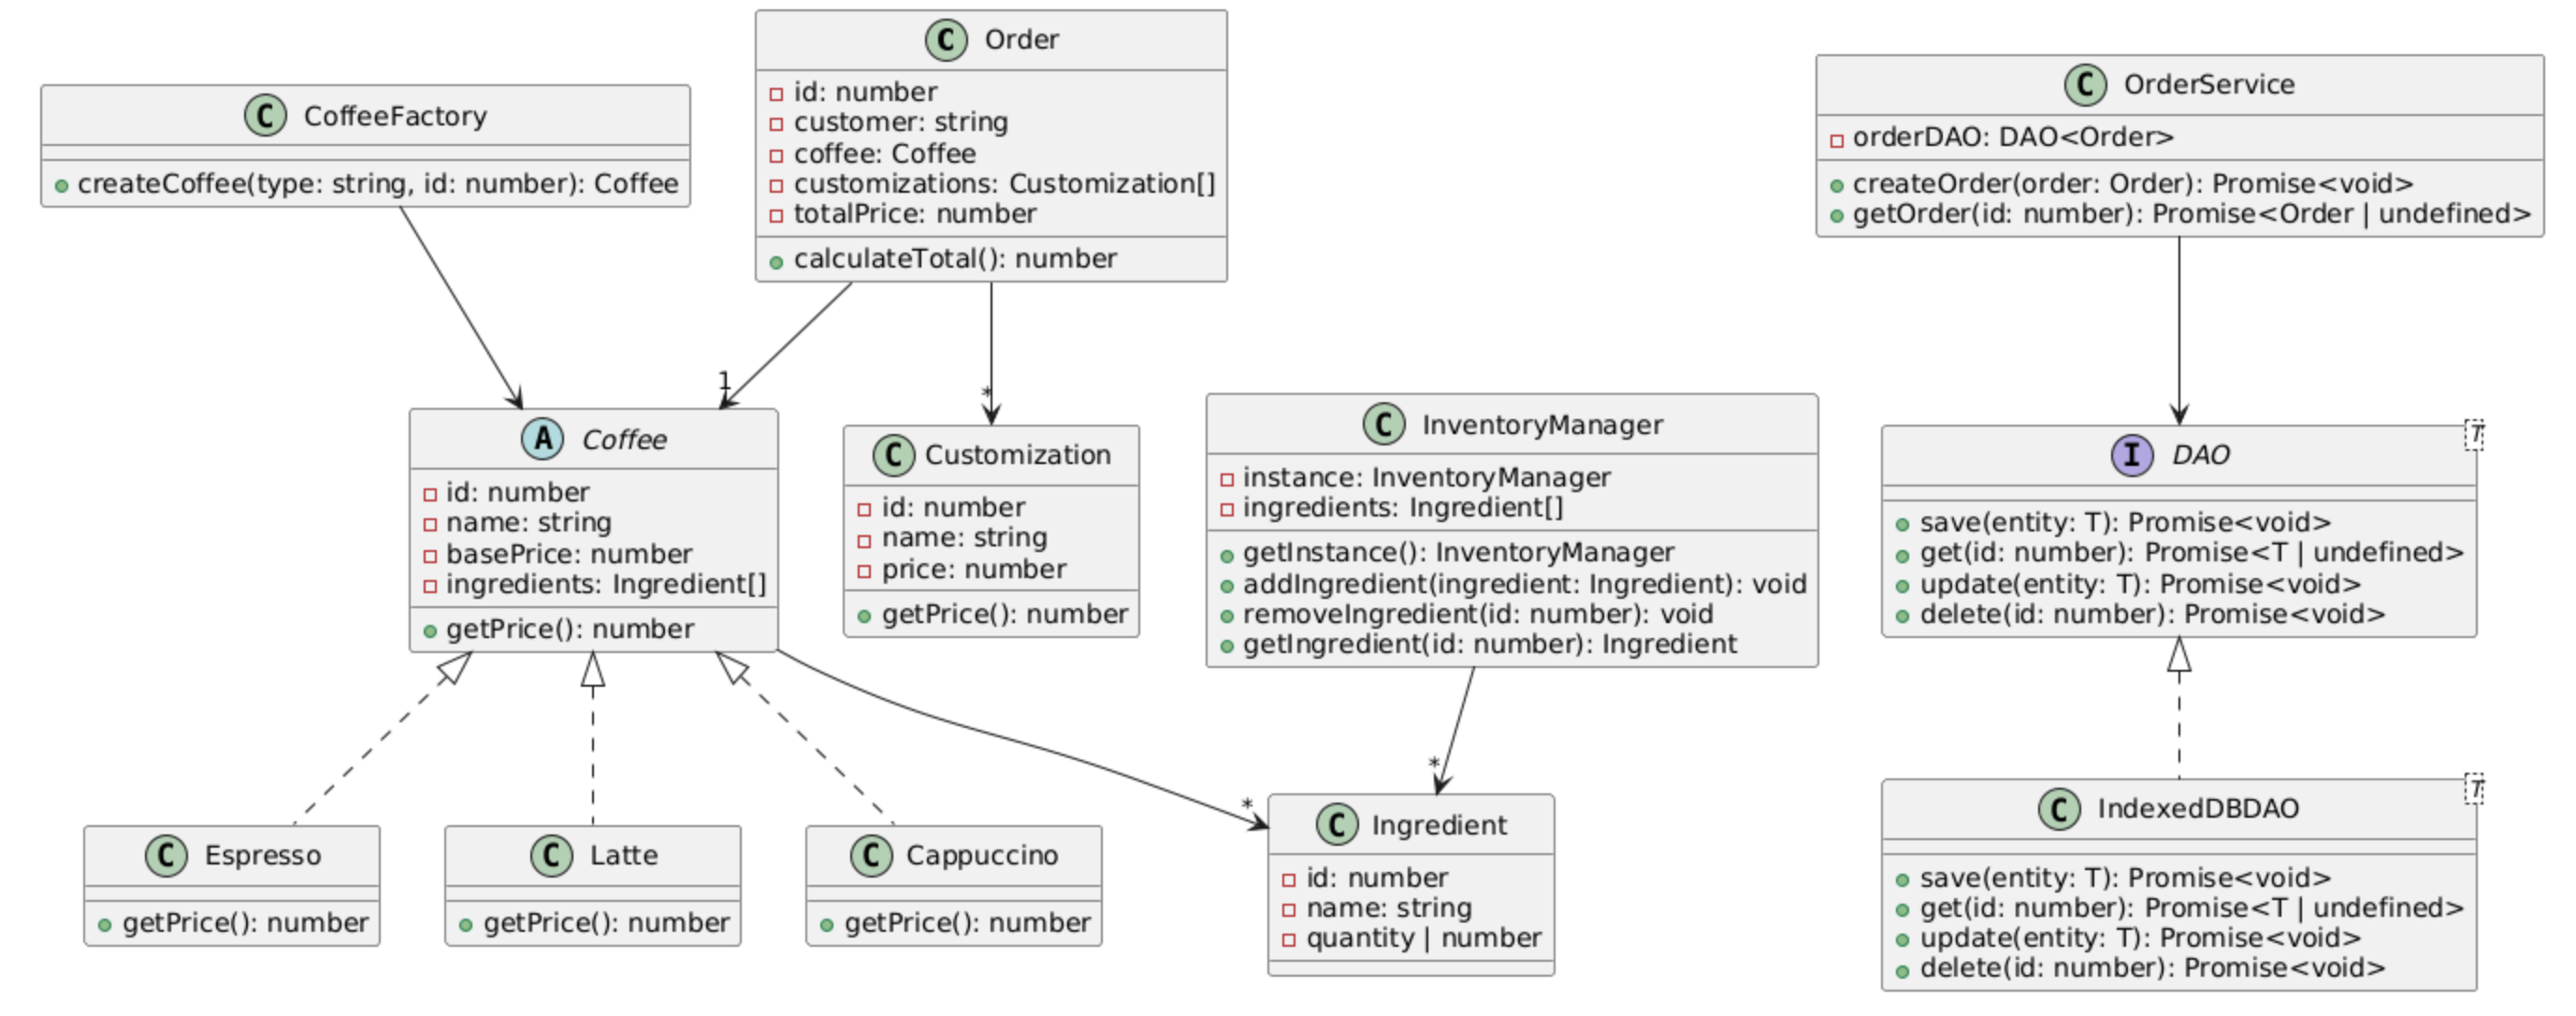 C CoffeeFactory
createCoffee(type: string, id: number): Coffee
C Order
id: number
customer: string
coffee: Coffee
customizations: Customization[]
totalPrice: number
calculateTotal(): number
C OrderService
orderDAO: DAO<Order>
createOrder(order: Order): Promise<void>
getOrder(id: number): Promise<Order | undefined>
1
*
A Coffee
id: number
name: string
basePrice: number
ingredients: Ingredient[]
getPrice(): number
C Customization
id: number
name: string
price: number
getPrice(): number
C InventoryManager
instance: InventoryManager
ingredients: Ingredient[]
getInstance(): InventoryManager
addIngredient(ingredient: Ingredient): void
removeIngredient(id: number): void
getIngredient(id: number): Ingredient
I DAO
T
save(entity: T): Promise<void>
get(id: number): Promise<T | undefined>
update(entity: T): Promise<void>
delete(id: number): Promise<void>
*
*
C Espresso
getPrice(): number
C Latte
getPrice(): number
C Cappuccino
getPrice(): number
C Ingredient
id: number
name: string
quantity | number
C IndexedDBDAO
T
save(entity: T): Promise<void>
get(id: number): Promise<T | undefined>
update(entity: T): Promise<void>
delete(id: number): Promise<void>